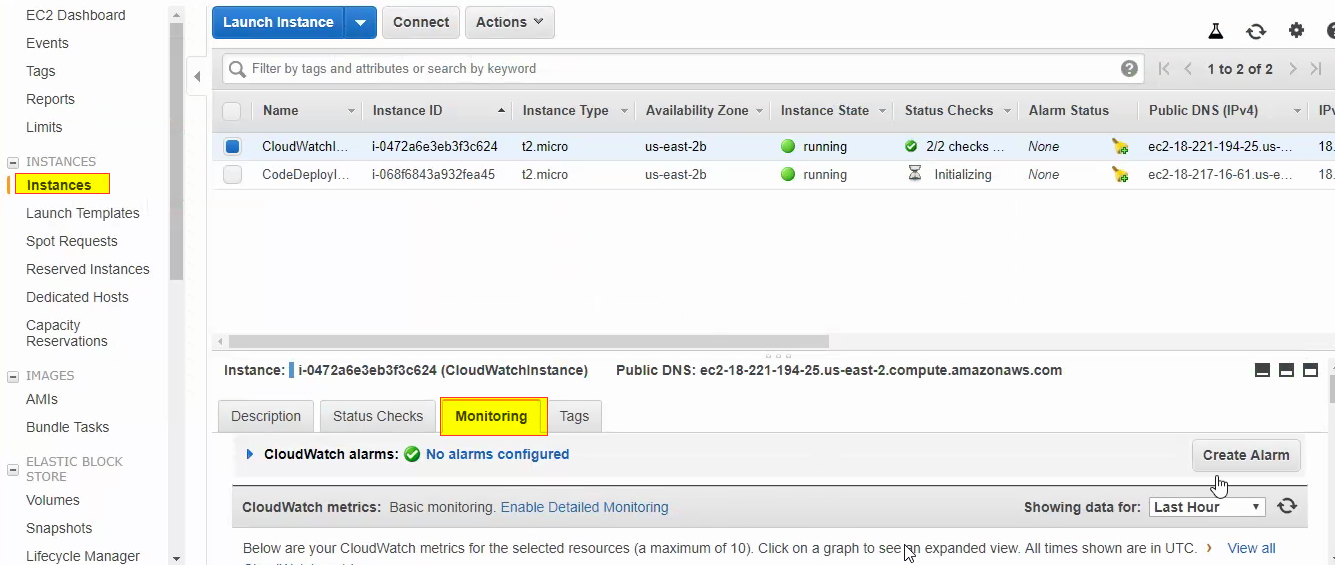 EC2 Dashboard
Events
Tags
Reports
Limits
INSTANCES
Instances
Launch Templates
Spot Requests
Reserved Instances
Dedicated Hosts
Capacity
Reservations
IMAGES
AMIs
Bundle Tasks
ELASTIC BLOCK
STORE
Volumes
Snapshots
Lifecycle Manager
Launch Instance Connect Actions
Filter by tags and attributes or search by keyword 1 to 2 of 2
Name Instance ID Instance Type Availability Zone Instance State Status Checks Alarm Status Public DNS (IPv4) IPv
CloudWatchI... i-0472a6e3eb3f3c624 t2.micro us-east-2b running 2/2 checks ... None ec2-18-221-194-25.us-... 18.
CodeDeployI... i-068f6843a932fea45 t2.micro us-east-2b running Initializing None ec2-18-217-16-61.us-e... 18.
Instance: i-0472a6e3eb3f3c624 (CloudWatchInstance) Public DNS: ec2-18-221-194-25.us-east-2.compute.amazonaws.com
Description Status Checks Monitoring Tags
CloudWatch alarms: No alarms configured Create Alarm
CloudWatch metrics: Basic monitoring. Enable Detailed Monitoring Showing data for: Last Hour
Below are your CloudWatch metrics for the selected resources (a maximum of 10). Click on a graph to see an expanded view. All times shown are in UTC. › View all